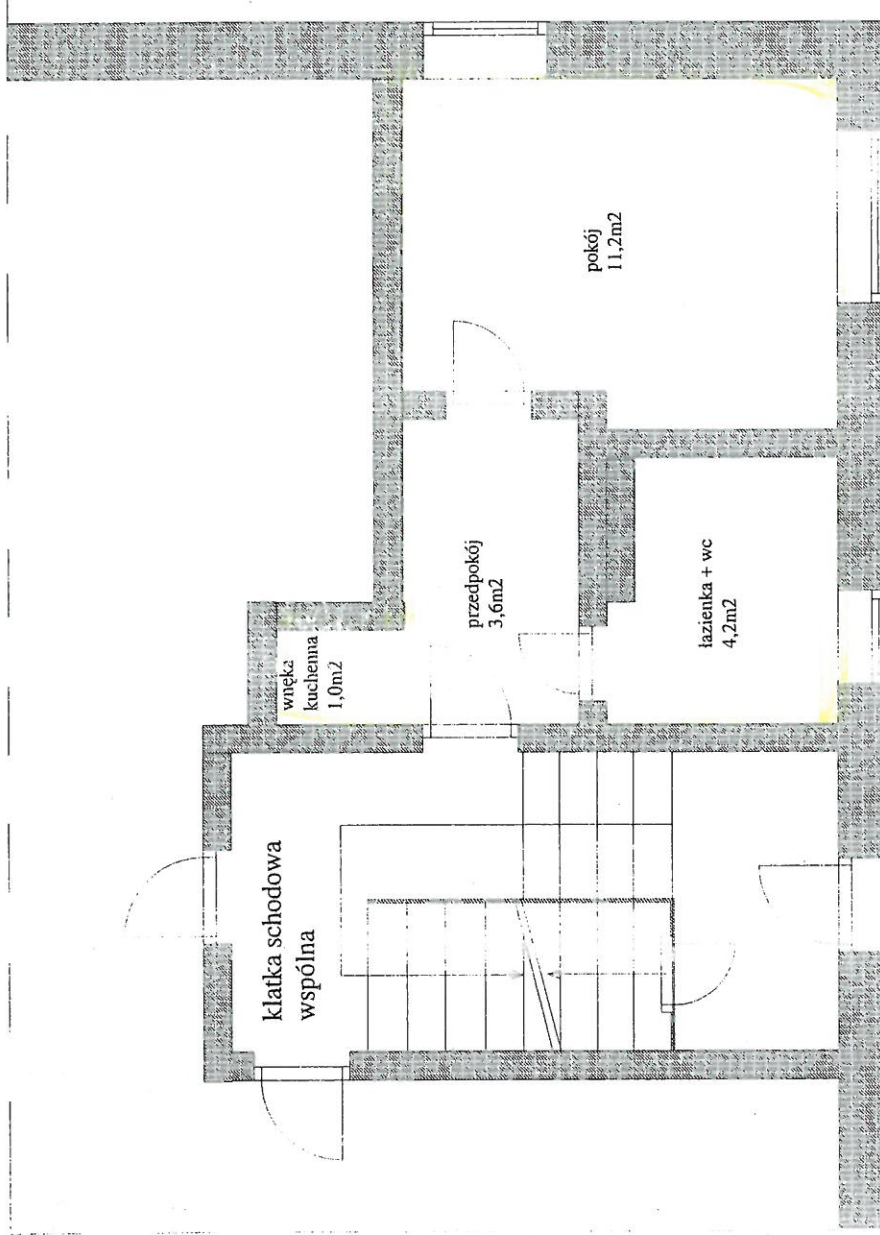 klatka schodowa
wspólna
wnęka
kuchenna
1,0m2
przedpokój
3,6m2
łazienka + wc
4,2m2
pokój
11,2m2